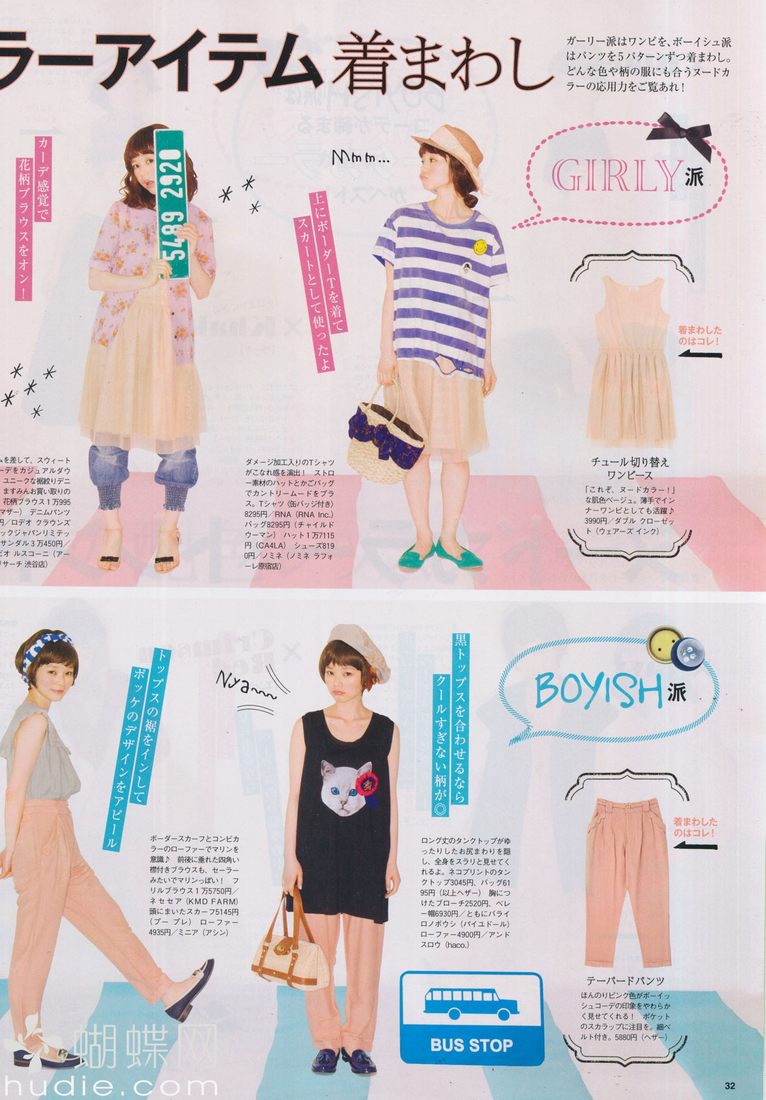 ラーアイテム着まわし
ガーリー派はワンピを、ボーイシュ派
はパンツを5パターンずつ着まわし。
どんな色や柄の服にも合うヌードカ
ラーの応用力をご覧あれ！
GIRLY派
カーデ感覚で
花柄ブラウスをオン！
5489 2920
Mmm...
上にボーダーTを着て
スカートとして使ったよ
着まわした
のはコレ！
チュール切り替え
ワンピース
「これぞ、ヌードカラー！」な
な肌色ベージュ。薄手でイン
ナーワンピとしても活躍♪
3990円／ダブル クローゼッ
ト（ウェアーズ インク）
ムを差して、スウィート
ーデをカジュアルダウ
ユニークな裾絞りデニ
ますみんお買い取りの
花柄ブラウス1万995
マザー） デニムパンツ
円／ロデオ クラウンズ
ックジャパンリミテッ
サンダル3万450円／
ビオ ルスコーニ（アー
リサーチ 渋谷店）
ダメージ加工入りのTシャツ
がこなれ感を演出！ ストロ
ー素材のハットとかごバッグ
でカントリームードをプラ
ス。Tシャツ（缶バッジ付き）
8295円／RNA（RNA Inc.）
バッグ8295円（チャイルド
ウーマン） ハット1万7115
円（CA4LA） シューズ819
0円／ノミネ（ノミネ ラフォ
ーレ原宿店）
BOYISH派
トップスの裾をインして
ポッケのデザインをアピール
Nya~~
黒トップスを合わせるなら
クールすぎない柄が◎
着まわした
のはコレ！
ボーダースカーフとコンビカ
ラーのローファーでマリンを
意識♪ 前後に垂れた四角い
襟付きブラウスも、セーラー
みたいでマリンっぽい！ フ
リルブラウス1万5750円／
ネセセア（KMD FARM）
頭にまいたスカーフ5145円
（プー プレ） ローファー
4935円／ミニア（アシン）
ロング丈のタンクトップがゆ
ったりしたお尻まわりを隠
し、全身をスラリと見せてく
れるよ。ネコプリントのタン
クトップ3045円、バッグ61
95円（以上ヘザー） 胸につ
けたブローチ2520円、ベレ
ー帽6930円／ともにバライ
ロノボウシ（バイユドール）
ローファー4900円／アンド
スロウ（haco.）
テーパードパンツ
ほんのりピンク色がボーイッ
シュコーデの印象をやわらか
く見せてくれる！ ポケット
のスカラップに注目を。細ベ
ルト付き。5880円（ヘザー）
BUS STOP
蝴蝶网
hudie.com
32